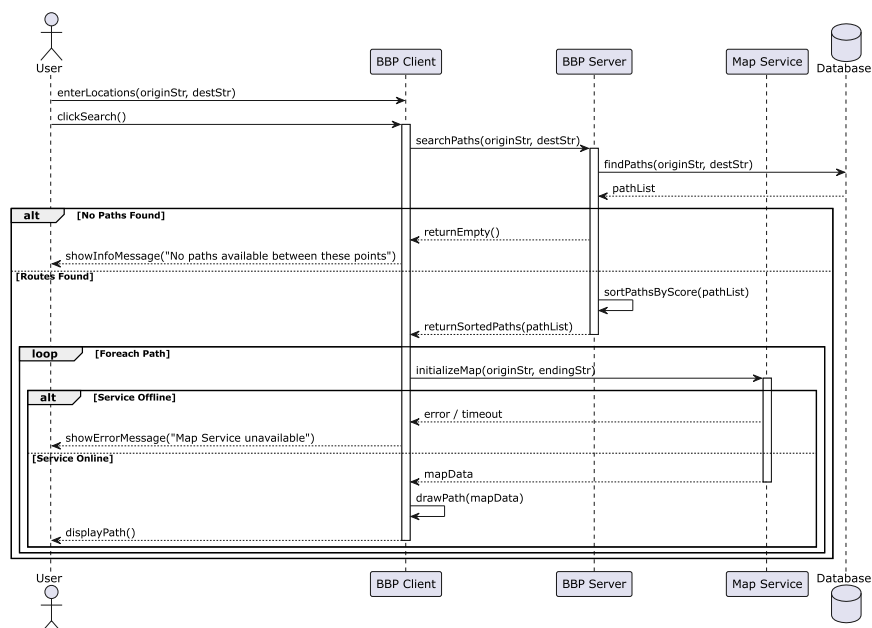 User
BBP Client
BBP Server
Map Service
Database
enterLocations(originStr, destStr)
clickSearch()
searchPaths(originStr, destStr)
findPaths(originStr, destStr)
pathList
alt [No Paths Found]
returnEmpty()
showInfoMessage("No paths available between these points")
[Routes Found]
sortPathsByScore(pathList)
returnSortedPaths(pathList)
loop [Foreach Path]
initializeMap(originStr, endingStr)
alt [Service Offline]
error / timeout
showErrorMessage("Map Service unavailable")
[Service Online]
mapData
drawPath(mapData)
displayPath()
User
BBP Client
BBP Server
Map Service
Database